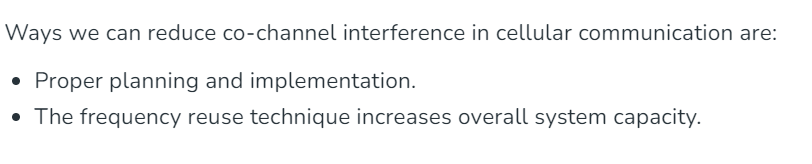 Ways we can reduce co-channel interference in cellular communication are:
• Proper planning and implementation.
• The frequency reuse technique increases overall system capacity.